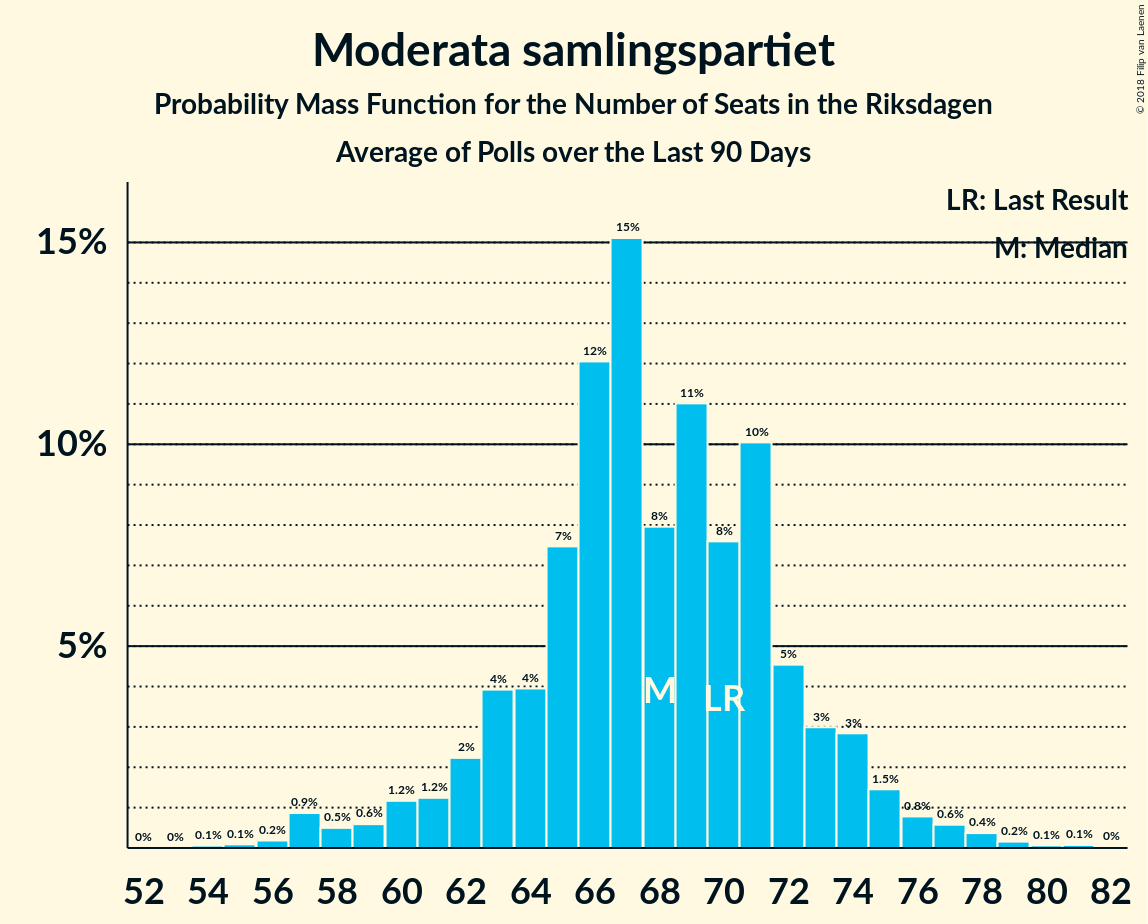 Moderata samlingspartiet
Probability Mass Function for the Number of Seats in the Riksdagen
Average of Polls over the Last 90 Days
© 2018 Filip van Laenen
LR: Last Result
M: Median
15%
10%
5%
0% 0% 0.1% 0.1% 0.2% 0.9% 0.5% 0.6% 1.2% 1.2% 2% 4% 4% 7% 12% 15% 8% 11% 8% 10% 5% 3% 3% 1.5% 0.8% 0.6% 0.4% 0.2% 0.1% 0.1% 0%
M LR
52 54 56 58 60 62 64 66 68 70 72 74 76 78 80 82